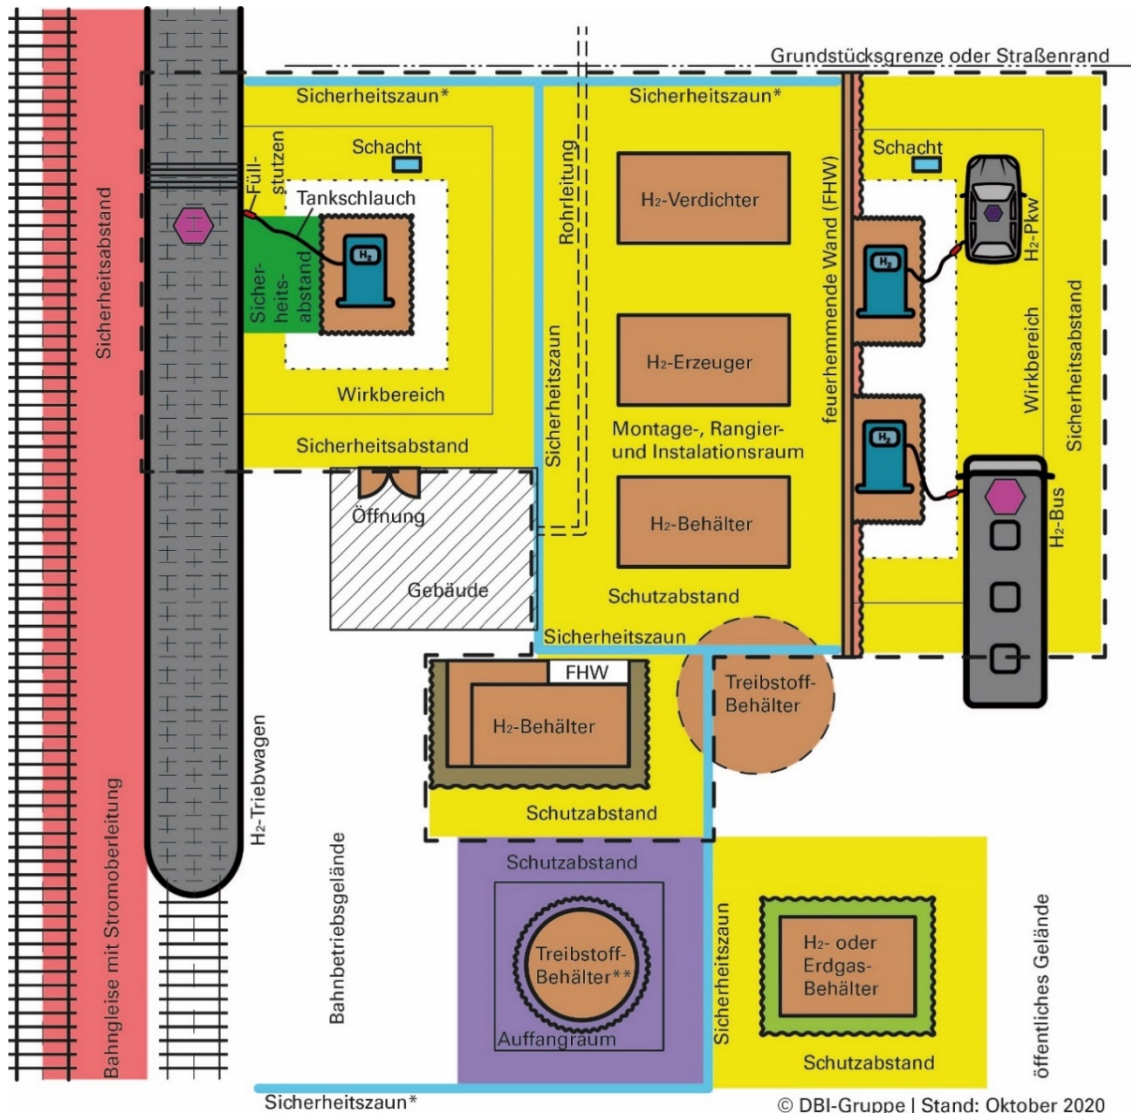 Grundstücksgrenze oder Straßenrand
Sicherheitszaun*
Sicherheitszaun*
Füll-
stutzen
Schacht
Tankschlauch
H2
Sicher-
heits-
abstand
Wirkbereich
Sicherheitsabstand
Sicherheitsabstand
Rohrleitung
Sicherheitszaun
H2-Verdichter
H2-Erzeuger
Montage-, Rangier-
und Instalationsraum
H2-Behälter
Schutzabstand
Sicherheitszaun
feuerhemmende Wand (FHW)
Schacht
H2
H2
H2-Pkw
Wirkbereich
Sicherheitsabstand
H2-Bus
Öffnung
Gebäude
FHW
H2-Behälter
Schutzabstand
Treibstoff-
Behälter
H2-Triebwagen
Bahngleise mit Stromoberleitung
Bahnbetriebsgelände
Schutzabstand
Treibstoff-
Behälter**
Auffangraum
Sicherheitszaun
H2- oder
Erdgas-
Behälter
Schutzabstand
öffentliches Gelände
Sicherheitszaun*
© DBI-Gruppe | Stand: Oktober 2020